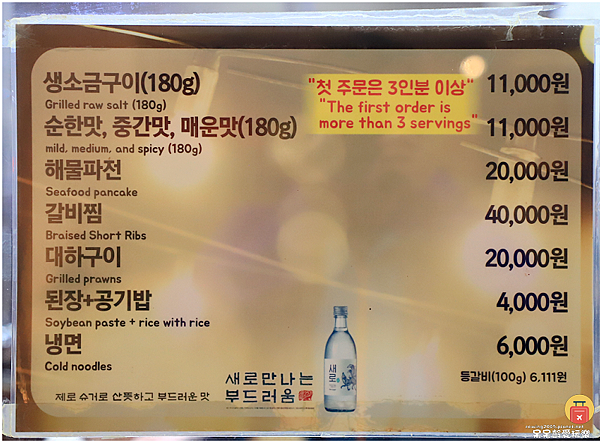 생소금구이(180g)
Grilled raw salt (180g)
"첫 주문은 3인분 이상"
"The first order is
more than 3 servings"
11,000원
순한맛, 중간맛, 매운맛(180g)
mild, medium, and spicy (180g)
11,000원
해물파전
Seafood pancake
20,000원
갈비찜
Braised Short Ribs
40,000원
대하구이
Grilled prawns
20,000원
된장+공기밥
Soybean paste + rice with rice
4,000원
냉면
Cold noodles
6,000원
등갈비(100g) 6.111원
새로
새로 만나는
부드러움
제로 슈거로 산뜻하고 부드러운 맛